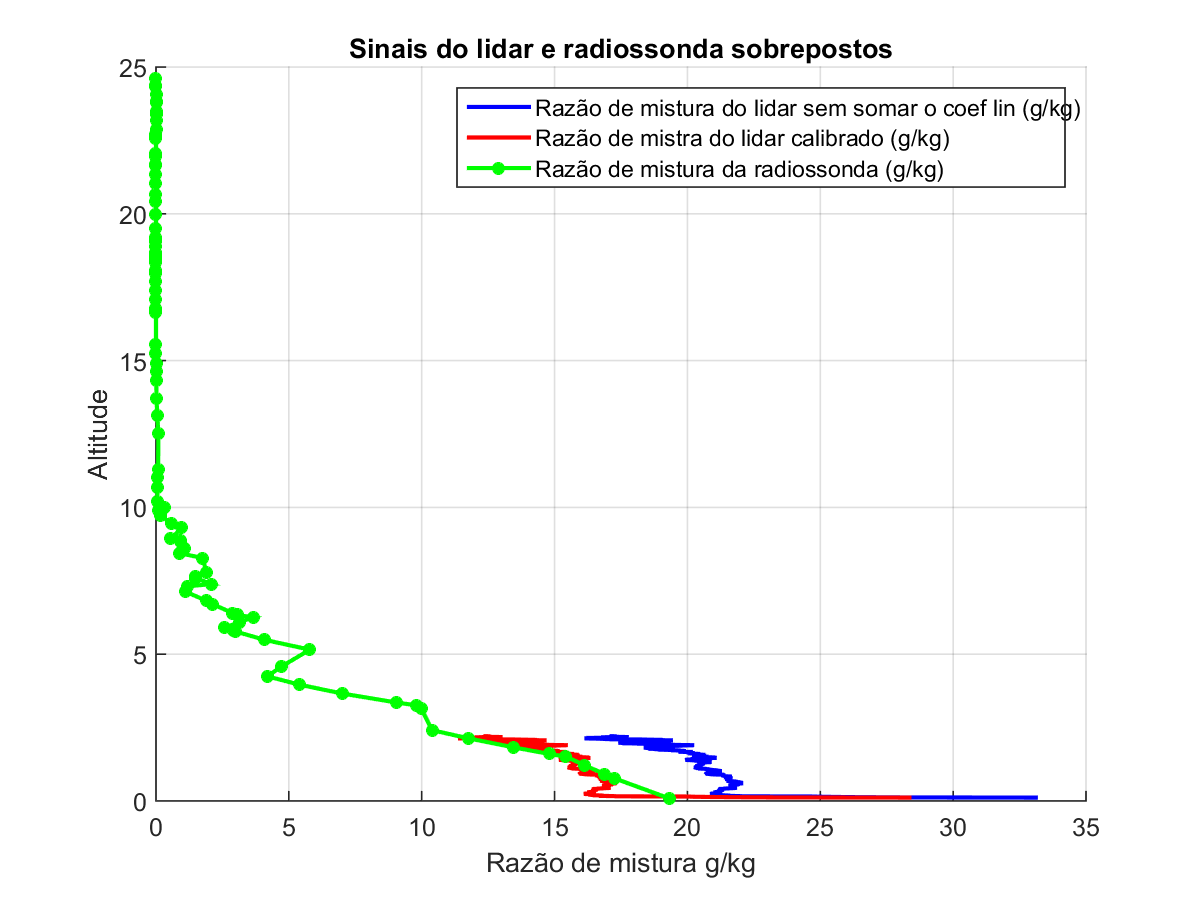 Sinais do lidar e radiossonda sobrepostos
25
Razão de mistura do lidar sem somar o coef lin (g/kg)
Razão de mistra do lidar calibrado (g/kg)
Razão de mistura da radiossonda (g/kg)
20
15
Altitude
10
5
0
0 5 10 15 20 25 30 35
Razão de mistura g/kg